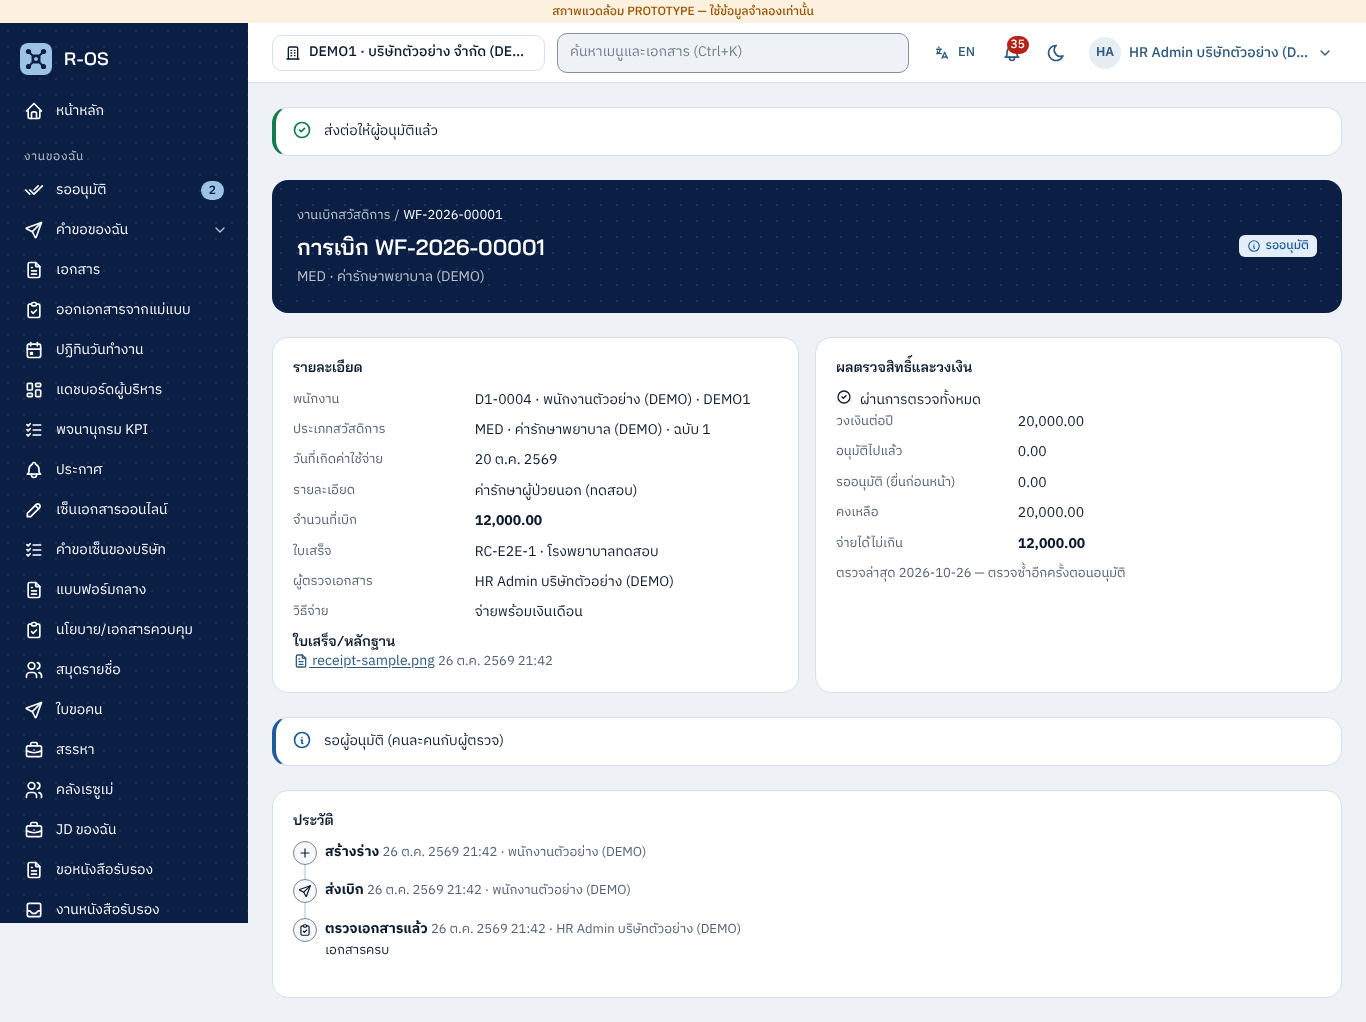 สภาพแวดล้อม PROTOTYPE — ใช้ข้อมูลจำลองเท่านั้น
R-OS
DEMO1 · บริษัทตัวอย่าง จำกัด (DE...
ค้นหาเมนูและเอกสาร (Ctrl+K)
EN
35
HA
HR Admin บริษัทตัวอย่าง (D...
หน้าหลัก
งานของฉัน
รออนุมัติ 2
คำขอของฉัน
เอกสาร
ออกเอกสารจากแม่แบบ
ปฏิทินวันทำงาน
แดชบอร์ดผู้บริหาร
พจนานุกรม KPI
ประกาศ
เซ็นเอกสารออนไลน์
คำขอเซ็นของบริษัท
แบบฟอร์มกลาง
นโยบาย/เอกสารควบคุม
สมุดรายชื่อ
ใบขอคน
สรรหา
คลังเรซูเม่
JD ของฉัน
ขอหนังสือรับรอง
งานหนังสือรับรอง
ส่งต่อให้ผู้อนุมัติแล้ว
งานเบิกสวัสดิการ / WF-2026-00001
การเบิก WF-2026-00001
MED · ค่ารักษาพยาบาล (DEMO)
รออนุมัติ
รายละเอียด
พนักงาน D1-0004 · พนักงานตัวอย่าง (DEMO) · DEMO1
ประเภทสวัสดิการ MED · ค่ารักษาพยาบาล (DEMO) · ฉบับ 1
วันที่เกิดค่าใช้จ่าย 20 ต.ค. 2569
รายละเอียด ค่ารักษาผู้ป่วยนอก (ทดสอบ)
จำนวนที่เบิก 12,000.00
ใบเสร็จ RC-E2E-1 · โรงพยาบาลทดสอบ
ผู้ตรวจเอกสาร HR Admin บริษัทตัวอย่าง (DEMO)
วิธีจ่าย จ่ายพร้อมเงินเดือน
ใบเสร็จ/หลักฐาน
receipt-sample.png 26 ต.ค. 2569 21:42
ผลตรวจสิทธิ์และวงเงิน
ผ่านการตรวจทั้งหมด
วงเงินต่อปี 20,000.00
อนุมัติไปแล้ว 0.00
รออนุมัติ (ยื่นก่อนหน้า) 0.00
คงเหลือ 20,000.00
จ่ายได้ไม่เกิน 12,000.00
ตรวจล่าสุด 2026-10-26 — ตรวจซ้ำอีกครั้งตอนอนุมัติ
รอผู้อนุมัติ (คนละคนกับผู้ตรวจ)
ประวัติ
สร้างร่าง 26 ต.ค. 2569 21:42 · พนักงานตัวอย่าง (DEMO)
ส่งเบิก 26 ต.ค. 2569 21:42 · พนักงานตัวอย่าง (DEMO)
ตรวจเอกสารแล้ว 26 ต.ค. 2569 21:42 · HR Admin บริษัทตัวอย่าง (DEMO)
เอกสารครบ